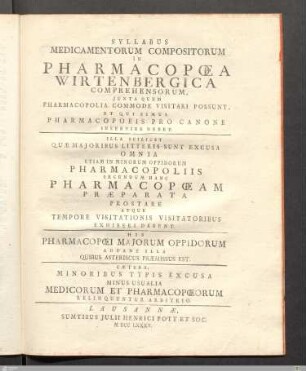 SYLLABUS
MEDICAMENTORUM COMPOSITORUM
IN
PHARMACOPŒA
WIRTENBERGICA
COMPREHENSORUM,
JUXTA QUEM
PHARMACOPOLIA COMMODE VISITARI POSSUNT,
ET QUI SIMUL
PHARMACOPOEIS PRO CANONE
INSERVIRE DEBET.
ILLA SCILICET
QUÆ MAJORIBUS LITTERIS SUNT EXCUSA
OMNIA
ETIAM IN MINORUM OPPIDORUM
PHARMACOPOLIIS
SECUNDUM HANC
PHARMACOPŒAM
PRÆPARATA
PROSTARE
ATQUE
TEMPORE VISITATIONIS VISITATORIBUS
EXHIBERI DEBENT.
HIS
PHARMACOPŒI MAJORUM OPPIDORUM
ADDANT ILLA
QUIBUS ASTERISCUS PRÆMISSUS EST.
CETERA,
MINORIBUS TYPIS EXCUSA
MINUS USUALIA
MEDICORUM ET PHARMACOPŒORUM
RELINQUUNTUR ARBITRIO
LAUSANNÆ,
SUMTIBUS JULII HENRICI POTT ET SOC.